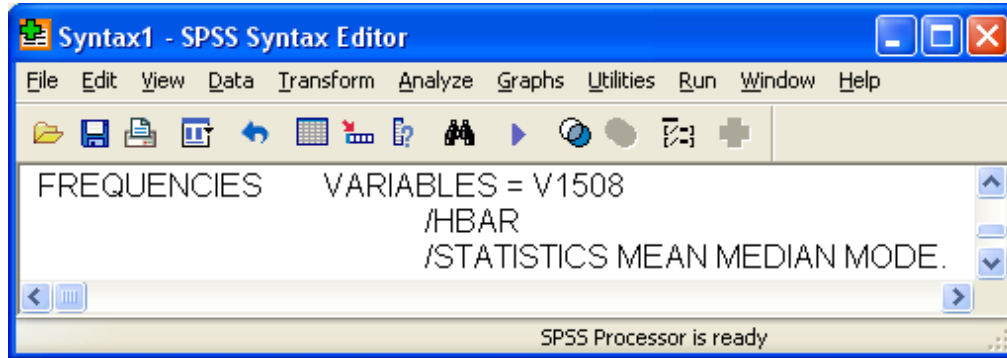 Syntax1 - SPSS Syntax Editor
File Edit View Data Transform Analyze Graphs Utilities Run Window Help
FREQUENCIES VARIABLES = V1508
/HBAR
/STATISTICS MEAN MEDIAN MODE.
SPSS Processor is ready